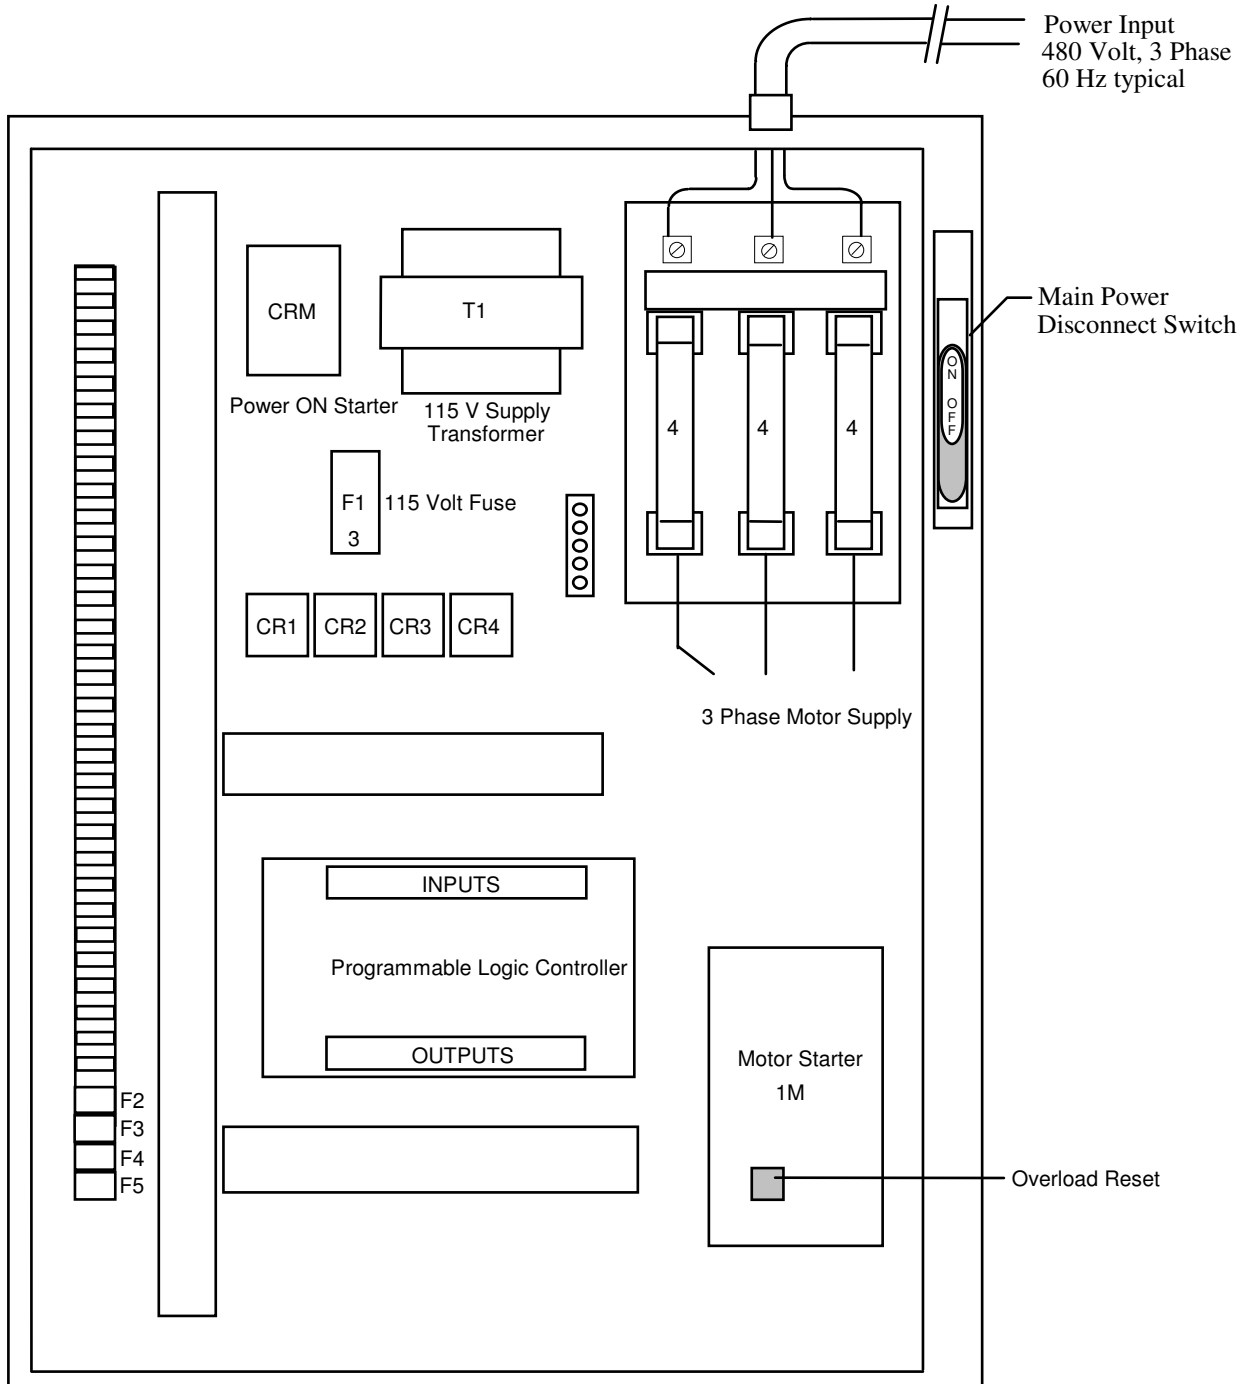 Power Input
480 Volt, 3 Phase
60 Hz typical
Main Power
Disconnect Switch
ON OFF
CRM
Power ON Starter
T1
115 V Supply
Transformer
4
4
4
F1
3
115 Volt Fuse
CR1
CR2
CR3
CR4
3 Phase Motor Supply
INPUTS
Programmable Logic Controller
OUTPUTS
Motor Starter
1M
Overload Reset
F2
F3
F4
F5